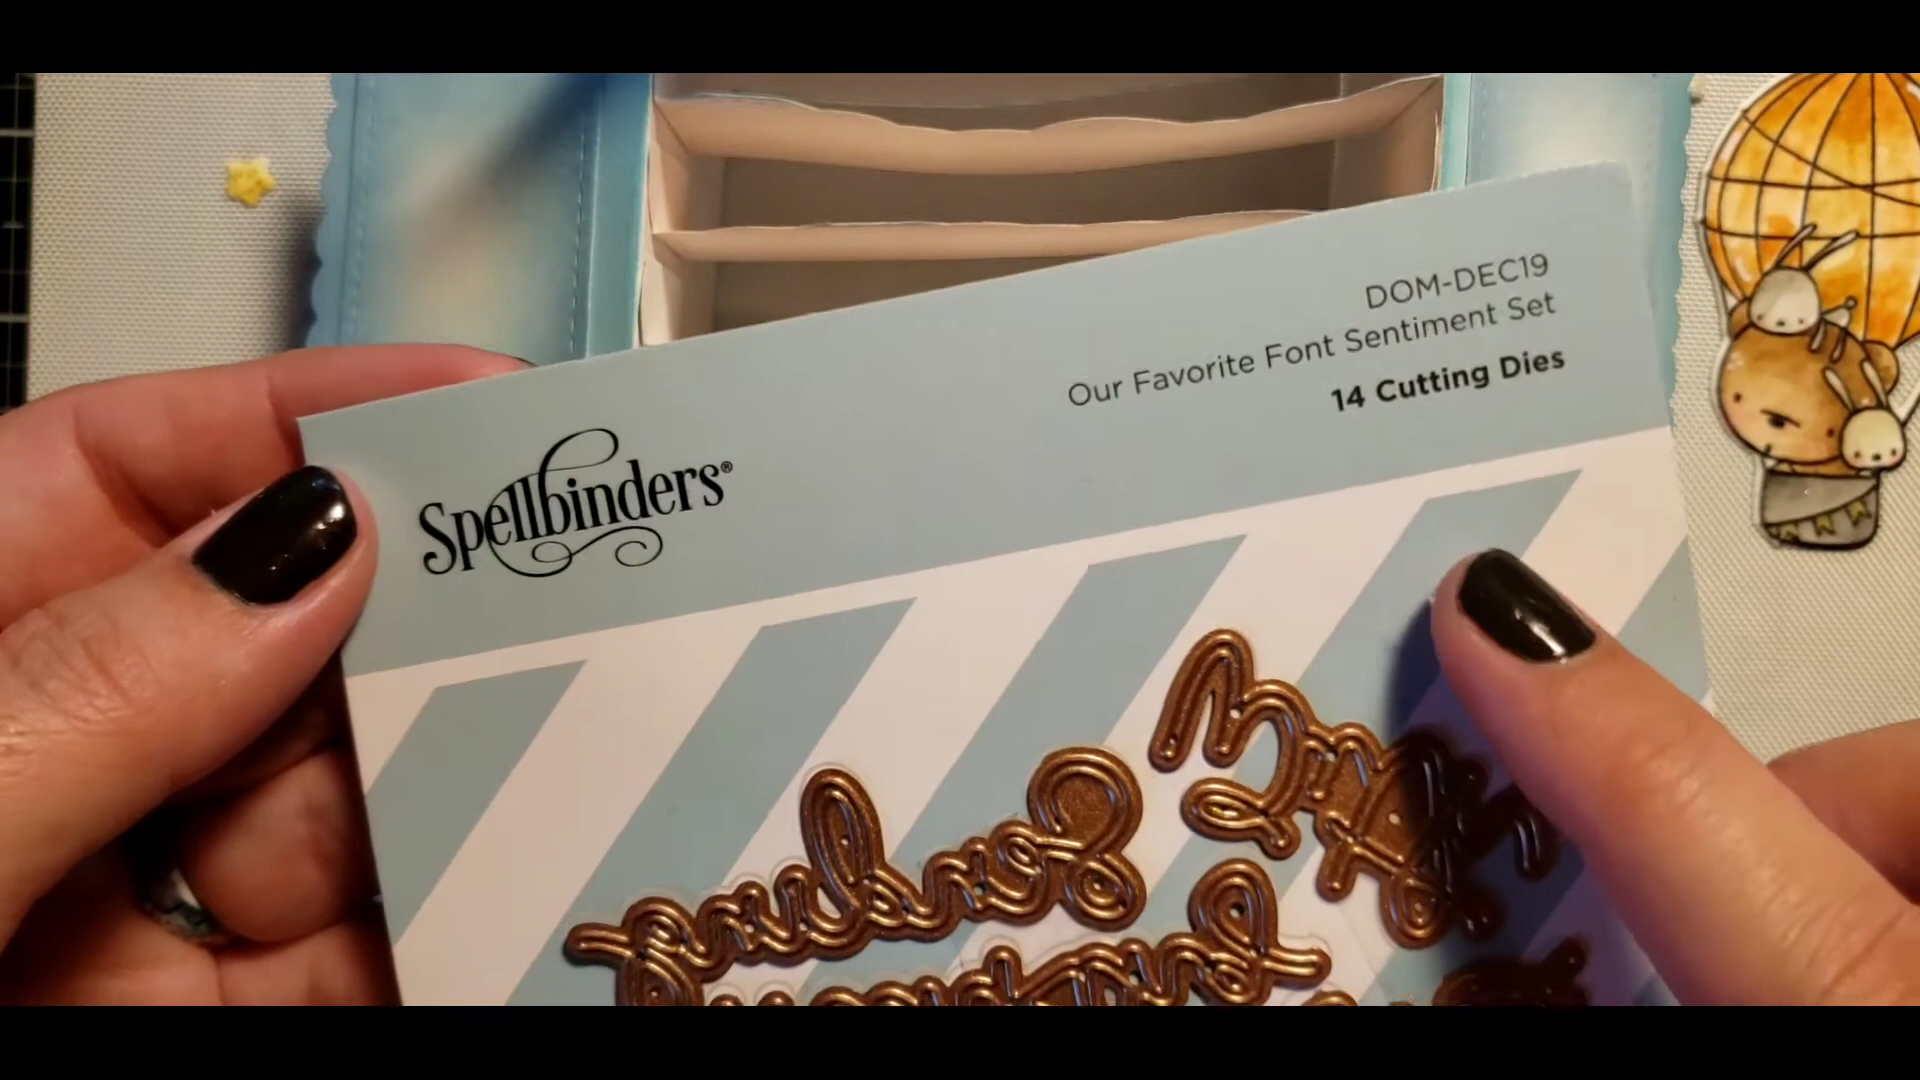 DOM-DEC19
Our Favorite Font Sentiment Set
14 Cutting Dies
Spellbinders®